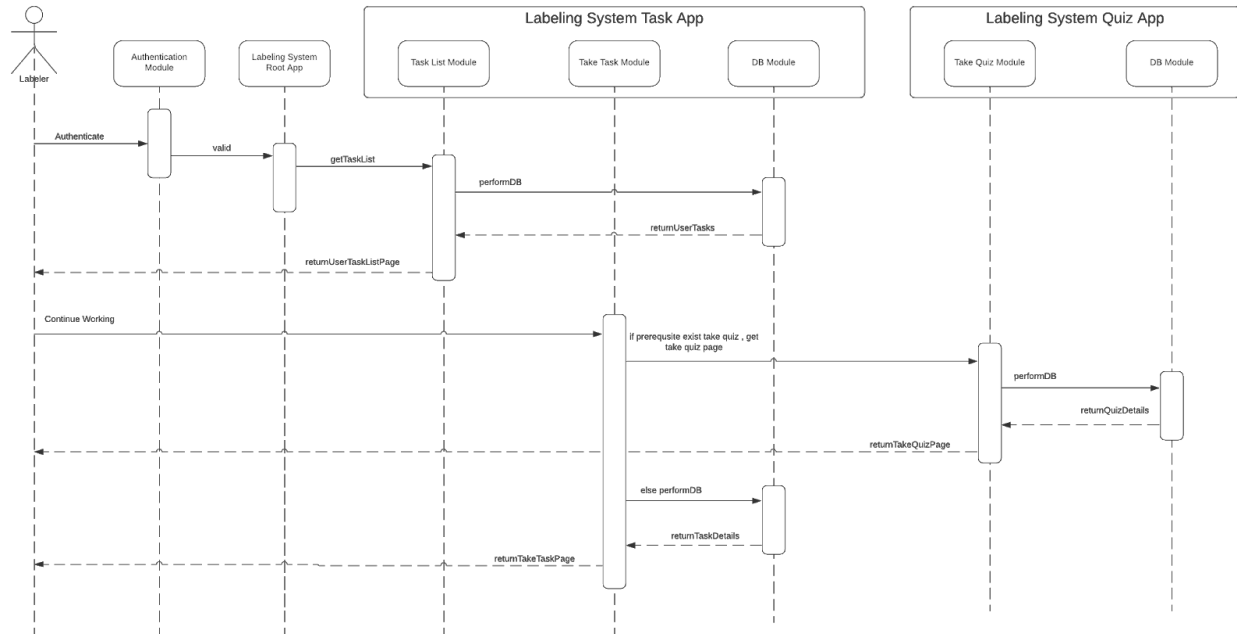 Labeling System Task App
Labeling System Quiz App
Labeler
Authentication
Module
Labeling System
Root App
Task List Module
Take Task Module
DB Module
Take Quiz Module
DB Module
Authenticate
valid
getTaskList
performDB
returnUserTasks
returnUserTaskListPage
Continue Working
if prerequsite exist take quiz , get
take quiz page
performDB
returnQuizDetails
returnTakeQuizPage
else performDB
returnTaskDetails
returnTakeTaskPage